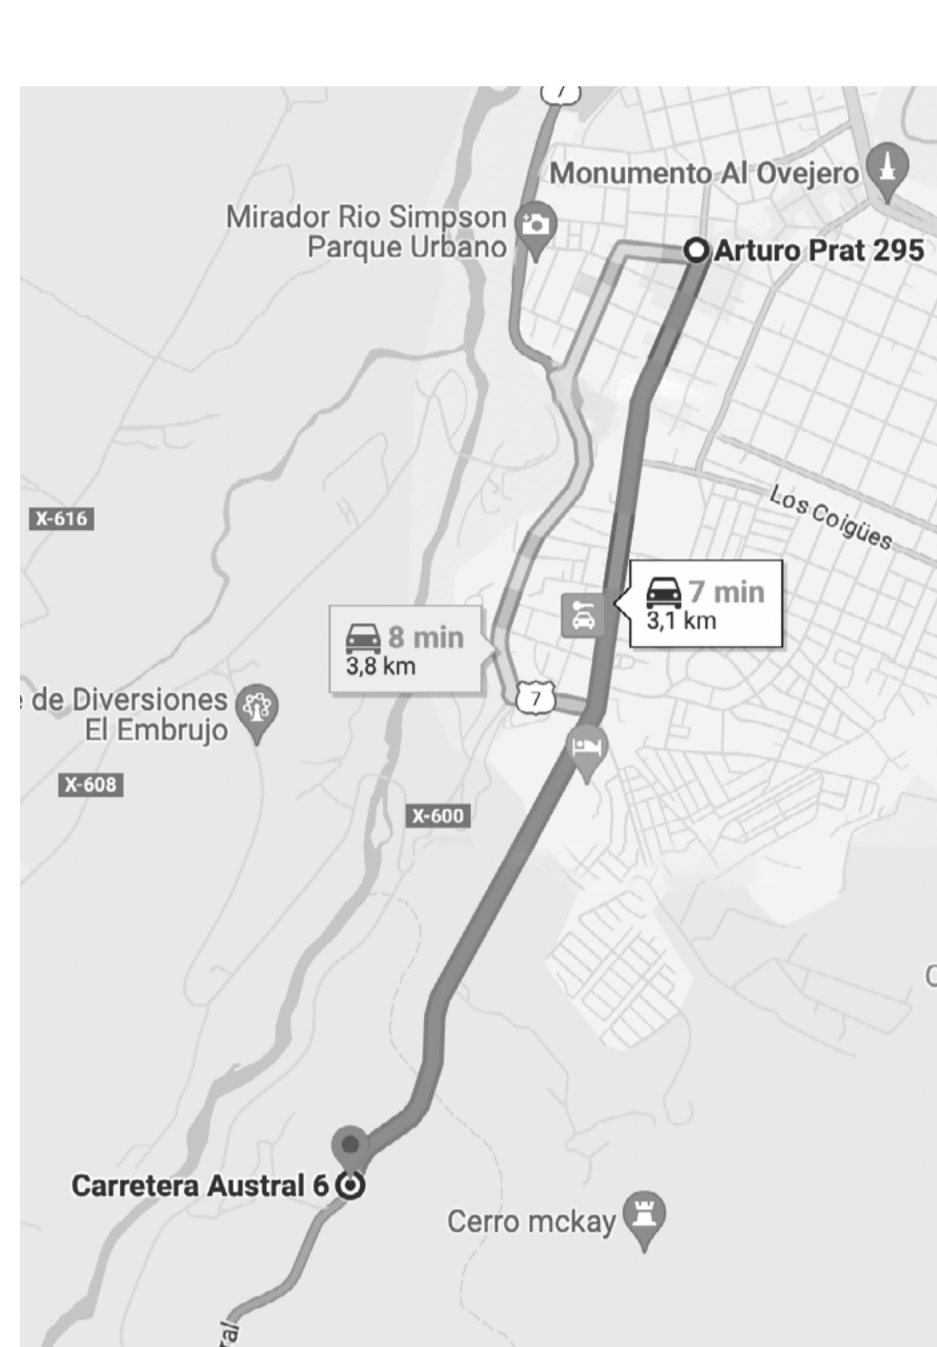 7
Monumento Al Ovejero
Mirador Rio Simpson
Parque Urbano
Arturo Prat 295
X-616
Los Coigües
7 min
3,1 km
8 min
3,8 km
7
de Diversiones
El Embrujo
X-608
X-600
Carretera Austral 6
Cerro mckay
ral